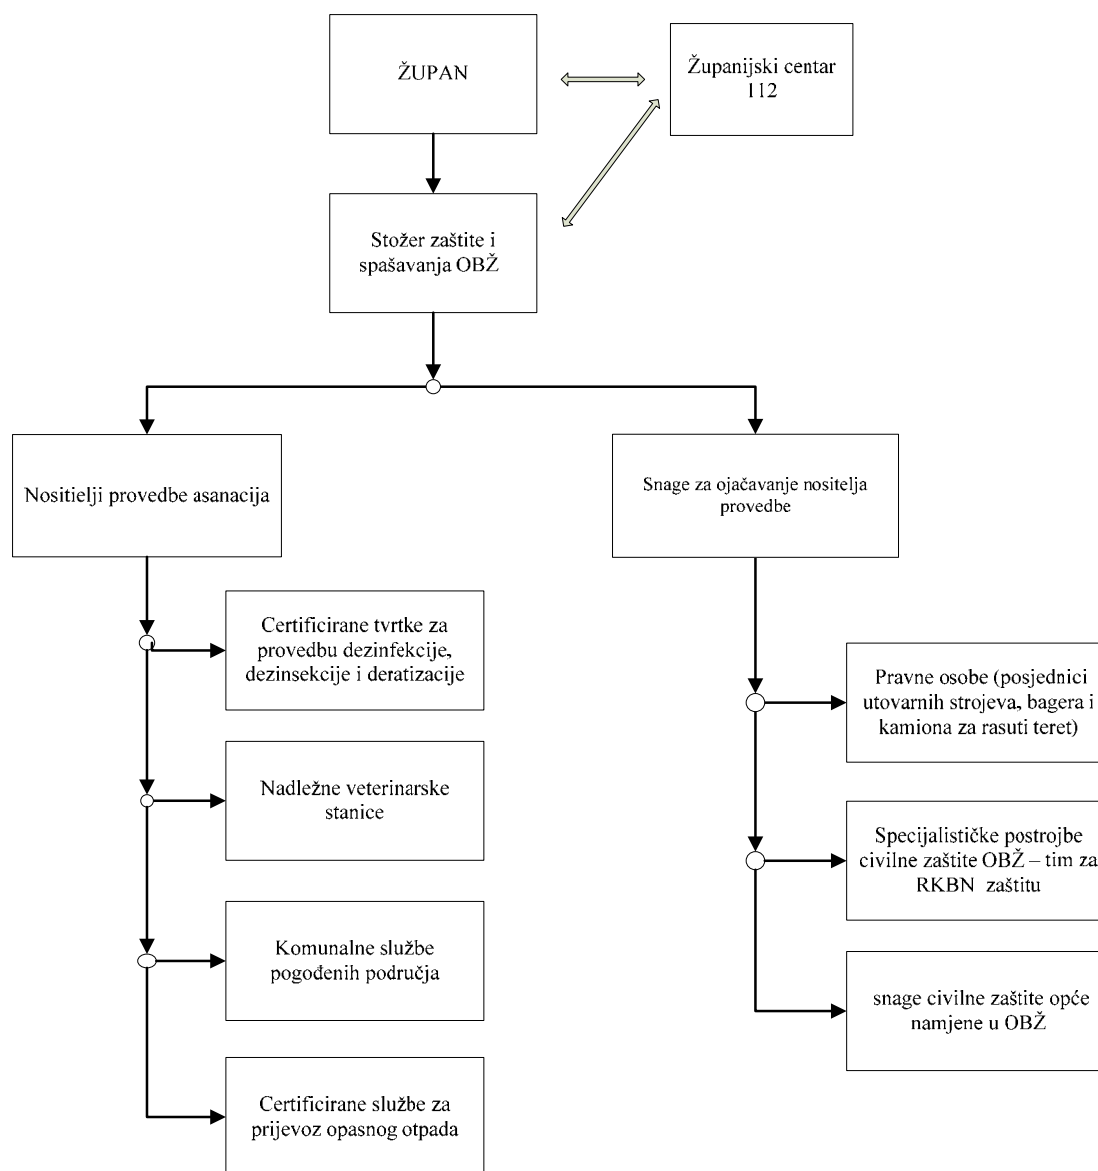 ŽUPAN
Županijski centar
112
Stožer zaštite i
spašavanja OBŽ
Nositielji provedbe asanacija
Snage za ojačavanje nositelja
provedbe
Certificirane tvrtke za
provedbu dezinfekcije,
dezinsekcije i deratizacije
Nadležne veterinarske
stanice
Komunalne službe
pogođenih područja
Certificirane službe za
prijevoz opasnog otpada
Pravne osobe (posjednici
utovarnih strojeva, bagera i
kamiona za rasuti teret)
Specijalističke postrojbe
civilne zaštite OBŽ – tim za
RKBN zaštitu
snage civilne zaštite opće
namjene u OBŽ